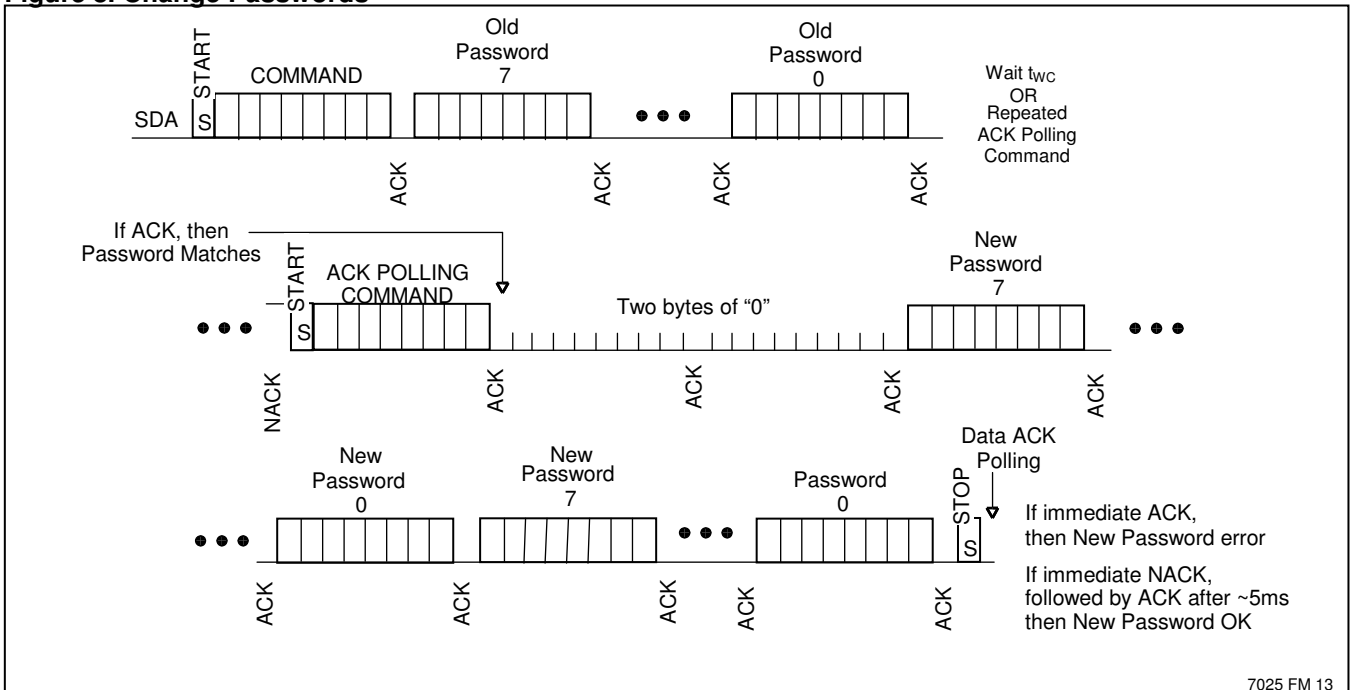 Figure 8. Change Passwords
START
COMMAND
Old
Password
7
Old
Password
0
SDA
S
Wait tWC
OR
Repeated
ACK Polling
Command
ACK
ACK
ACK
ACK
If ACK, then
Password Matches
START
ACK POLLING
COMMAND
S
Two bytes of “0”
New
Password
7
NACK
ACK
ACK
ACK
ACK
New
Password
0
New
Password
7
Password
0
STOP
S
Data ACK
Polling
If immediate ACK,
then New Password error
If immediate NACK,
followed by ACK after ~5ms
then New Password OK
ACK
ACK
ACK
ACK
ACK
7025 FM 13